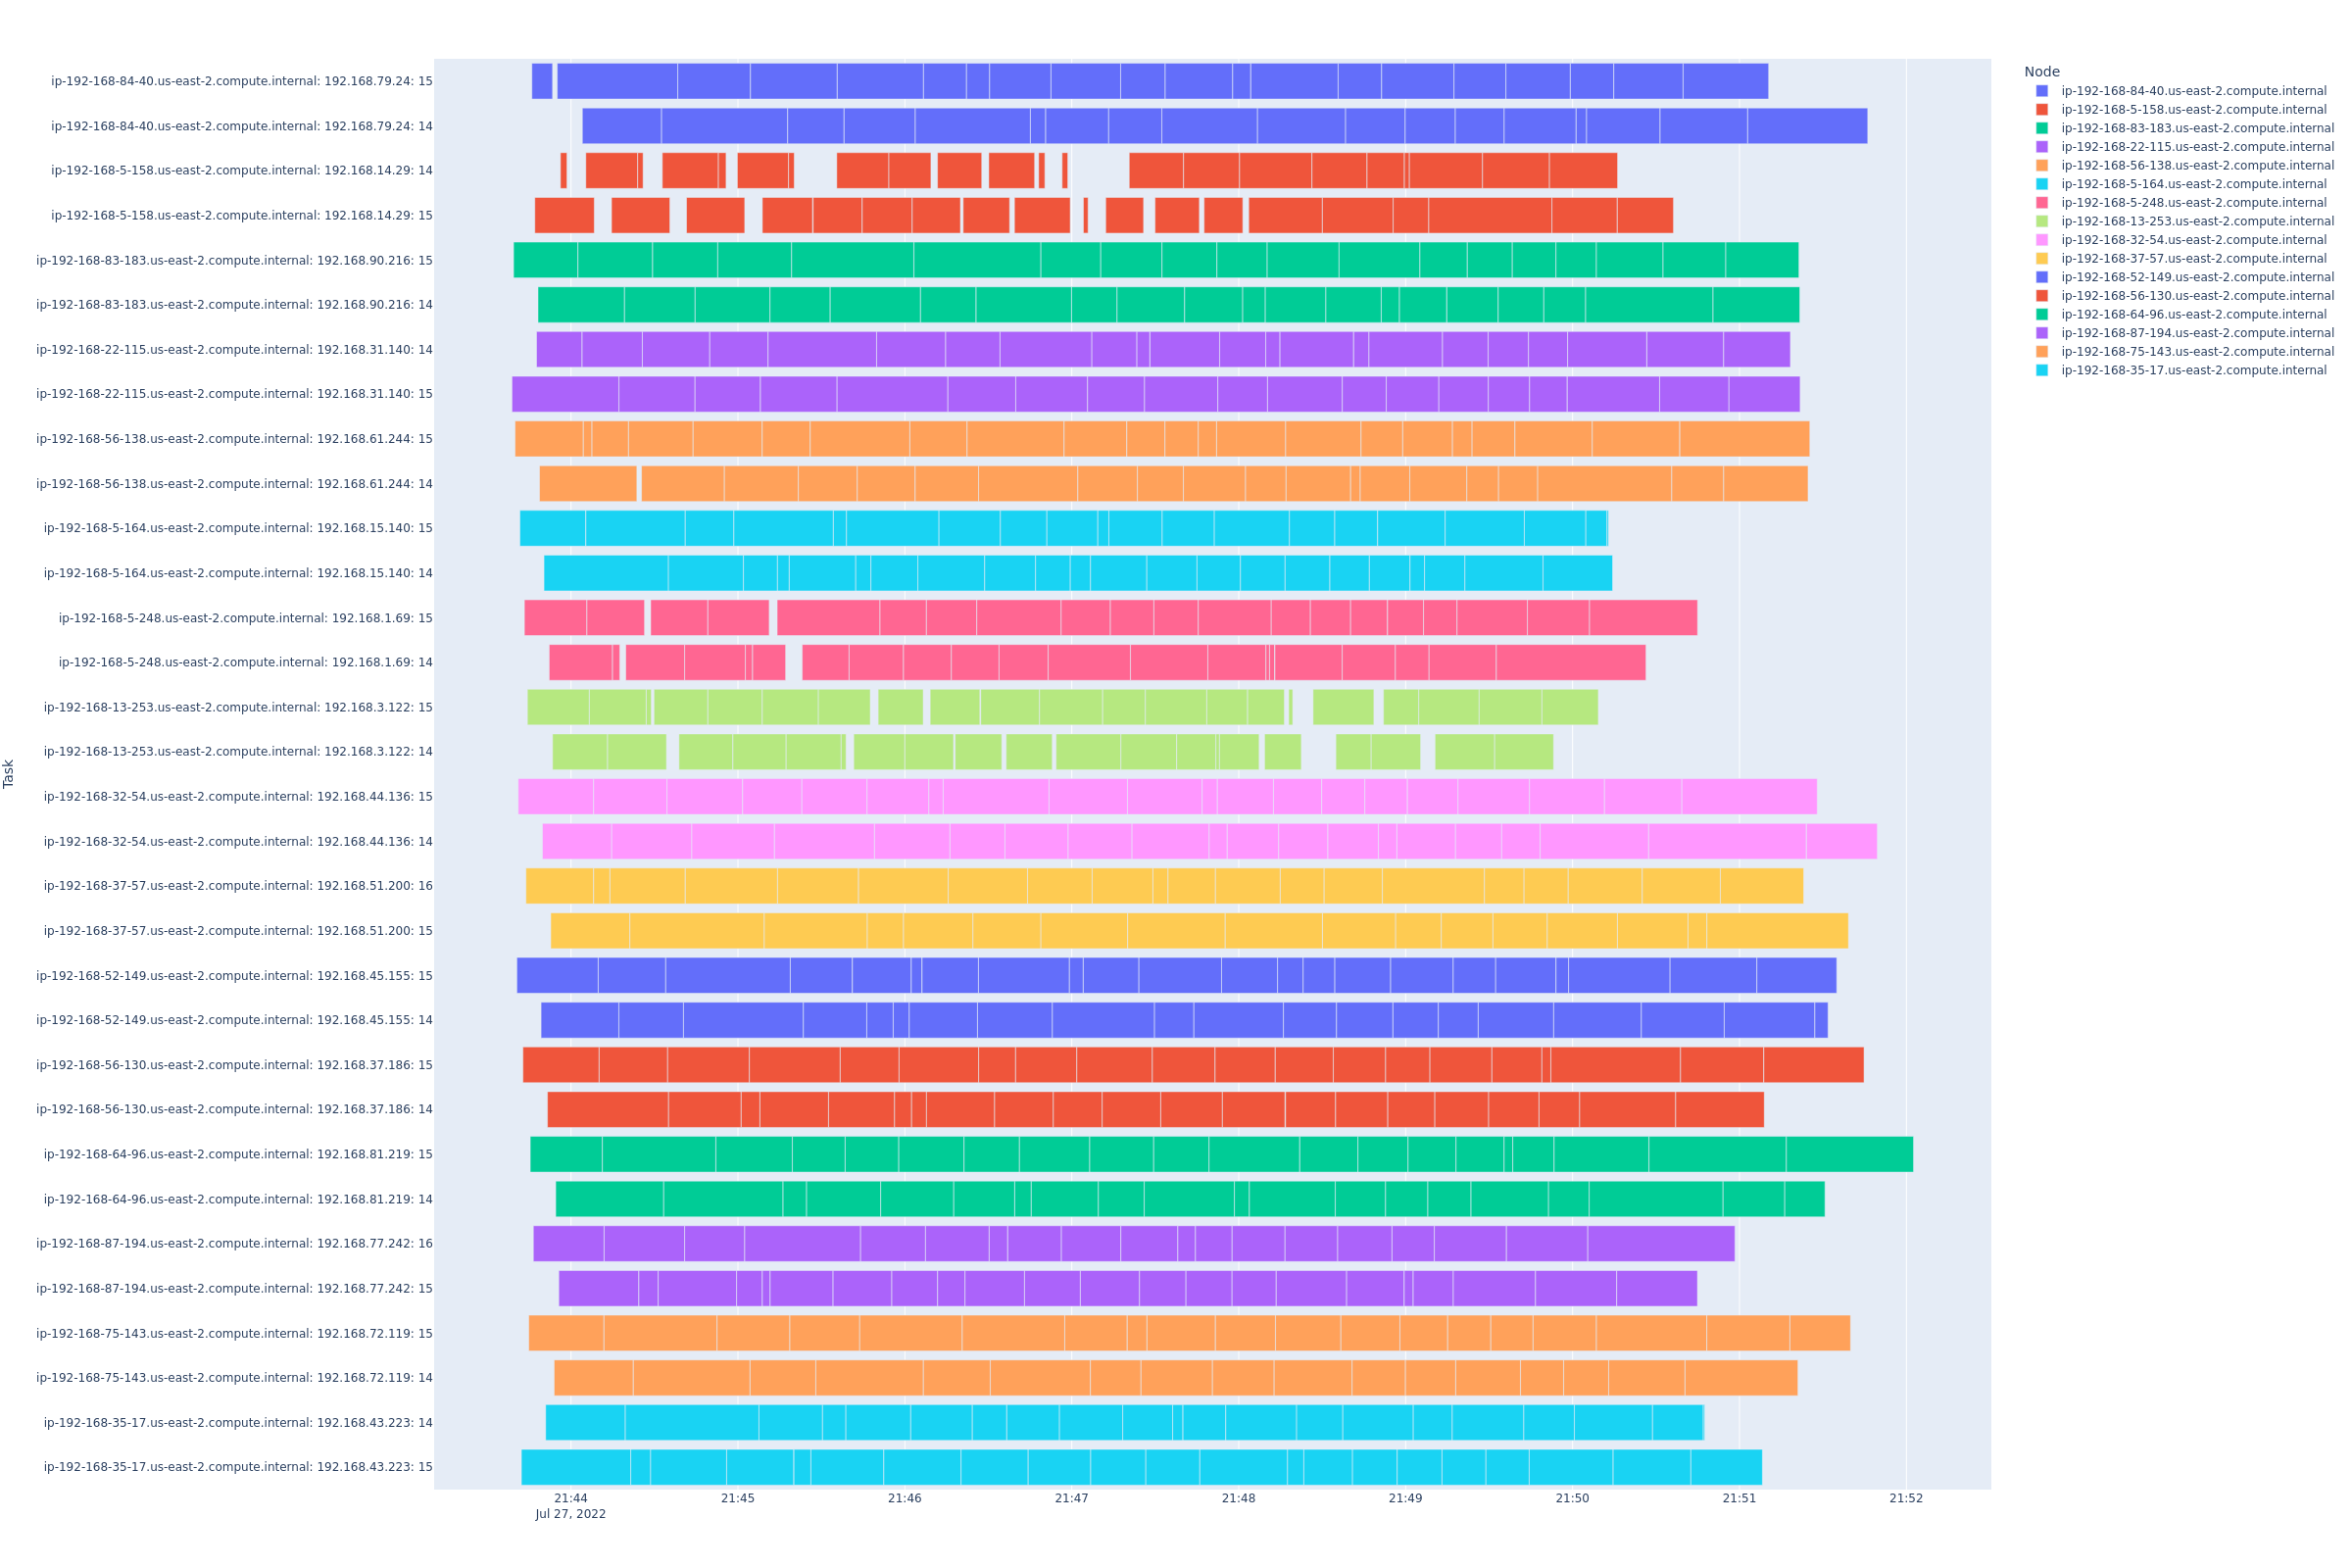 ip-192-168-84-40.us-east-2.compute.internal: 192.168.79.24: 15
ip-192-168-84-40.us-east-2.compute.internal: 192.168.79.24: 14
ip-192-168-5-158.us-east-2.compute.internal: 192.168.14.29: 14
ip-192-168-5-158.us-east-2.compute.internal: 192.168.14.29: 15
ip-192-168-83-183.us-east-2.compute.internal: 192.168.90.216: 15
ip-192-168-83-183.us-east-2.compute.internal: 192.168.90.216: 14
ip-192-168-22-115.us-east-2.compute.internal: 192.168.31.140: 14
ip-192-168-22-115.us-east-2.compute.internal: 192.168.31.140: 15
ip-192-168-56-138.us-east-2.compute.internal: 192.168.61.244: 15
ip-192-168-56-138.us-east-2.compute.internal: 192.168.61.244: 14
ip-192-168-5-164.us-east-2.compute.internal: 192.168.15.140: 15
ip-192-168-5-164.us-east-2.compute.internal: 192.168.15.140: 14
ip-192-168-5-248.us-east-2.compute.internal: 192.168.1.69: 15
ip-192-168-5-248.us-east-2.compute.internal: 192.168.1.69: 14
ip-192-168-13-253.us-east-2.compute.internal: 192.168.3.122: 15
ip-192-168-13-253.us-east-2.compute.internal: 192.168.3.122: 14
ip-192-168-32-54.us-east-2.compute.internal: 192.168.44.136: 15
ip-192-168-32-54.us-east-2.compute.internal: 192.168.44.136: 14
ip-192-168-37-57.us-east-2.compute.internal: 192.168.51.200: 16
ip-192-168-37-57.us-east-2.compute.internal: 192.168.51.200: 15
ip-192-168-52-149.us-east-2.compute.internal: 192.168.45.155: 15
ip-192-168-52-149.us-east-2.compute.internal: 192.168.45.155: 14
ip-192-168-56-130.us-east-2.compute.internal: 192.168.37.186: 15
ip-192-168-56-130.us-east-2.compute.internal: 192.168.37.186: 14
ip-192-168-64-96.us-east-2.compute.internal: 192.168.81.219: 15
ip-192-168-64-96.us-east-2.compute.internal: 192.168.81.219: 14
ip-192-168-87-194.us-east-2.compute.internal: 192.168.77.242: 16
ip-192-168-87-194.us-east-2.compute.internal: 192.168.77.242: 15
ip-192-168-75-143.us-east-2.compute.internal: 192.168.72.119: 15
ip-192-168-75-143.us-east-2.compute.internal: 192.168.72.119: 14
ip-192-168-35-17.us-east-2.compute.internal: 192.168.43.223: 14
ip-192-168-35-17.us-east-2.compute.internal: 192.168.43.223: 15
Task
21:44 21:45 21:46 21:47 21:48 21:49 21:50 21:51 21:52
Jul 27, 2022
Node
ip-192-168-84-40.us-east-2.compute.internal
ip-192-168-5-158.us-east-2.compute.internal
ip-192-168-83-183.us-east-2.compute.internal
ip-192-168-22-115.us-east-2.compute.internal
ip-192-168-56-138.us-east-2.compute.internal
ip-192-168-5-164.us-east-2.compute.internal
ip-192-168-5-248.us-east-2.compute.internal
ip-192-168-13-253.us-east-2.compute.internal
ip-192-168-32-54.us-east-2.compute.internal
ip-192-168-37-57.us-east-2.compute.internal
ip-192-168-52-149.us-east-2.compute.internal
ip-192-168-56-130.us-east-2.compute.internal
ip-192-168-64-96.us-east-2.compute.internal
ip-192-168-87-194.us-east-2.compute.internal
ip-192-168-75-143.us-east-2.compute.internal
ip-192-168-35-17.us-east-2.compute.internal